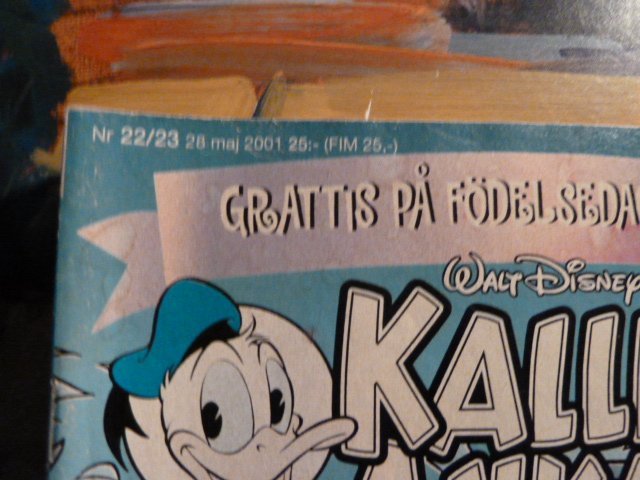 Nr 22/23 28 maj 2001 25:- (FIM 25,-)
GRATTIS PÅ FÖDELSEDA
WALT DISNEY
KALL